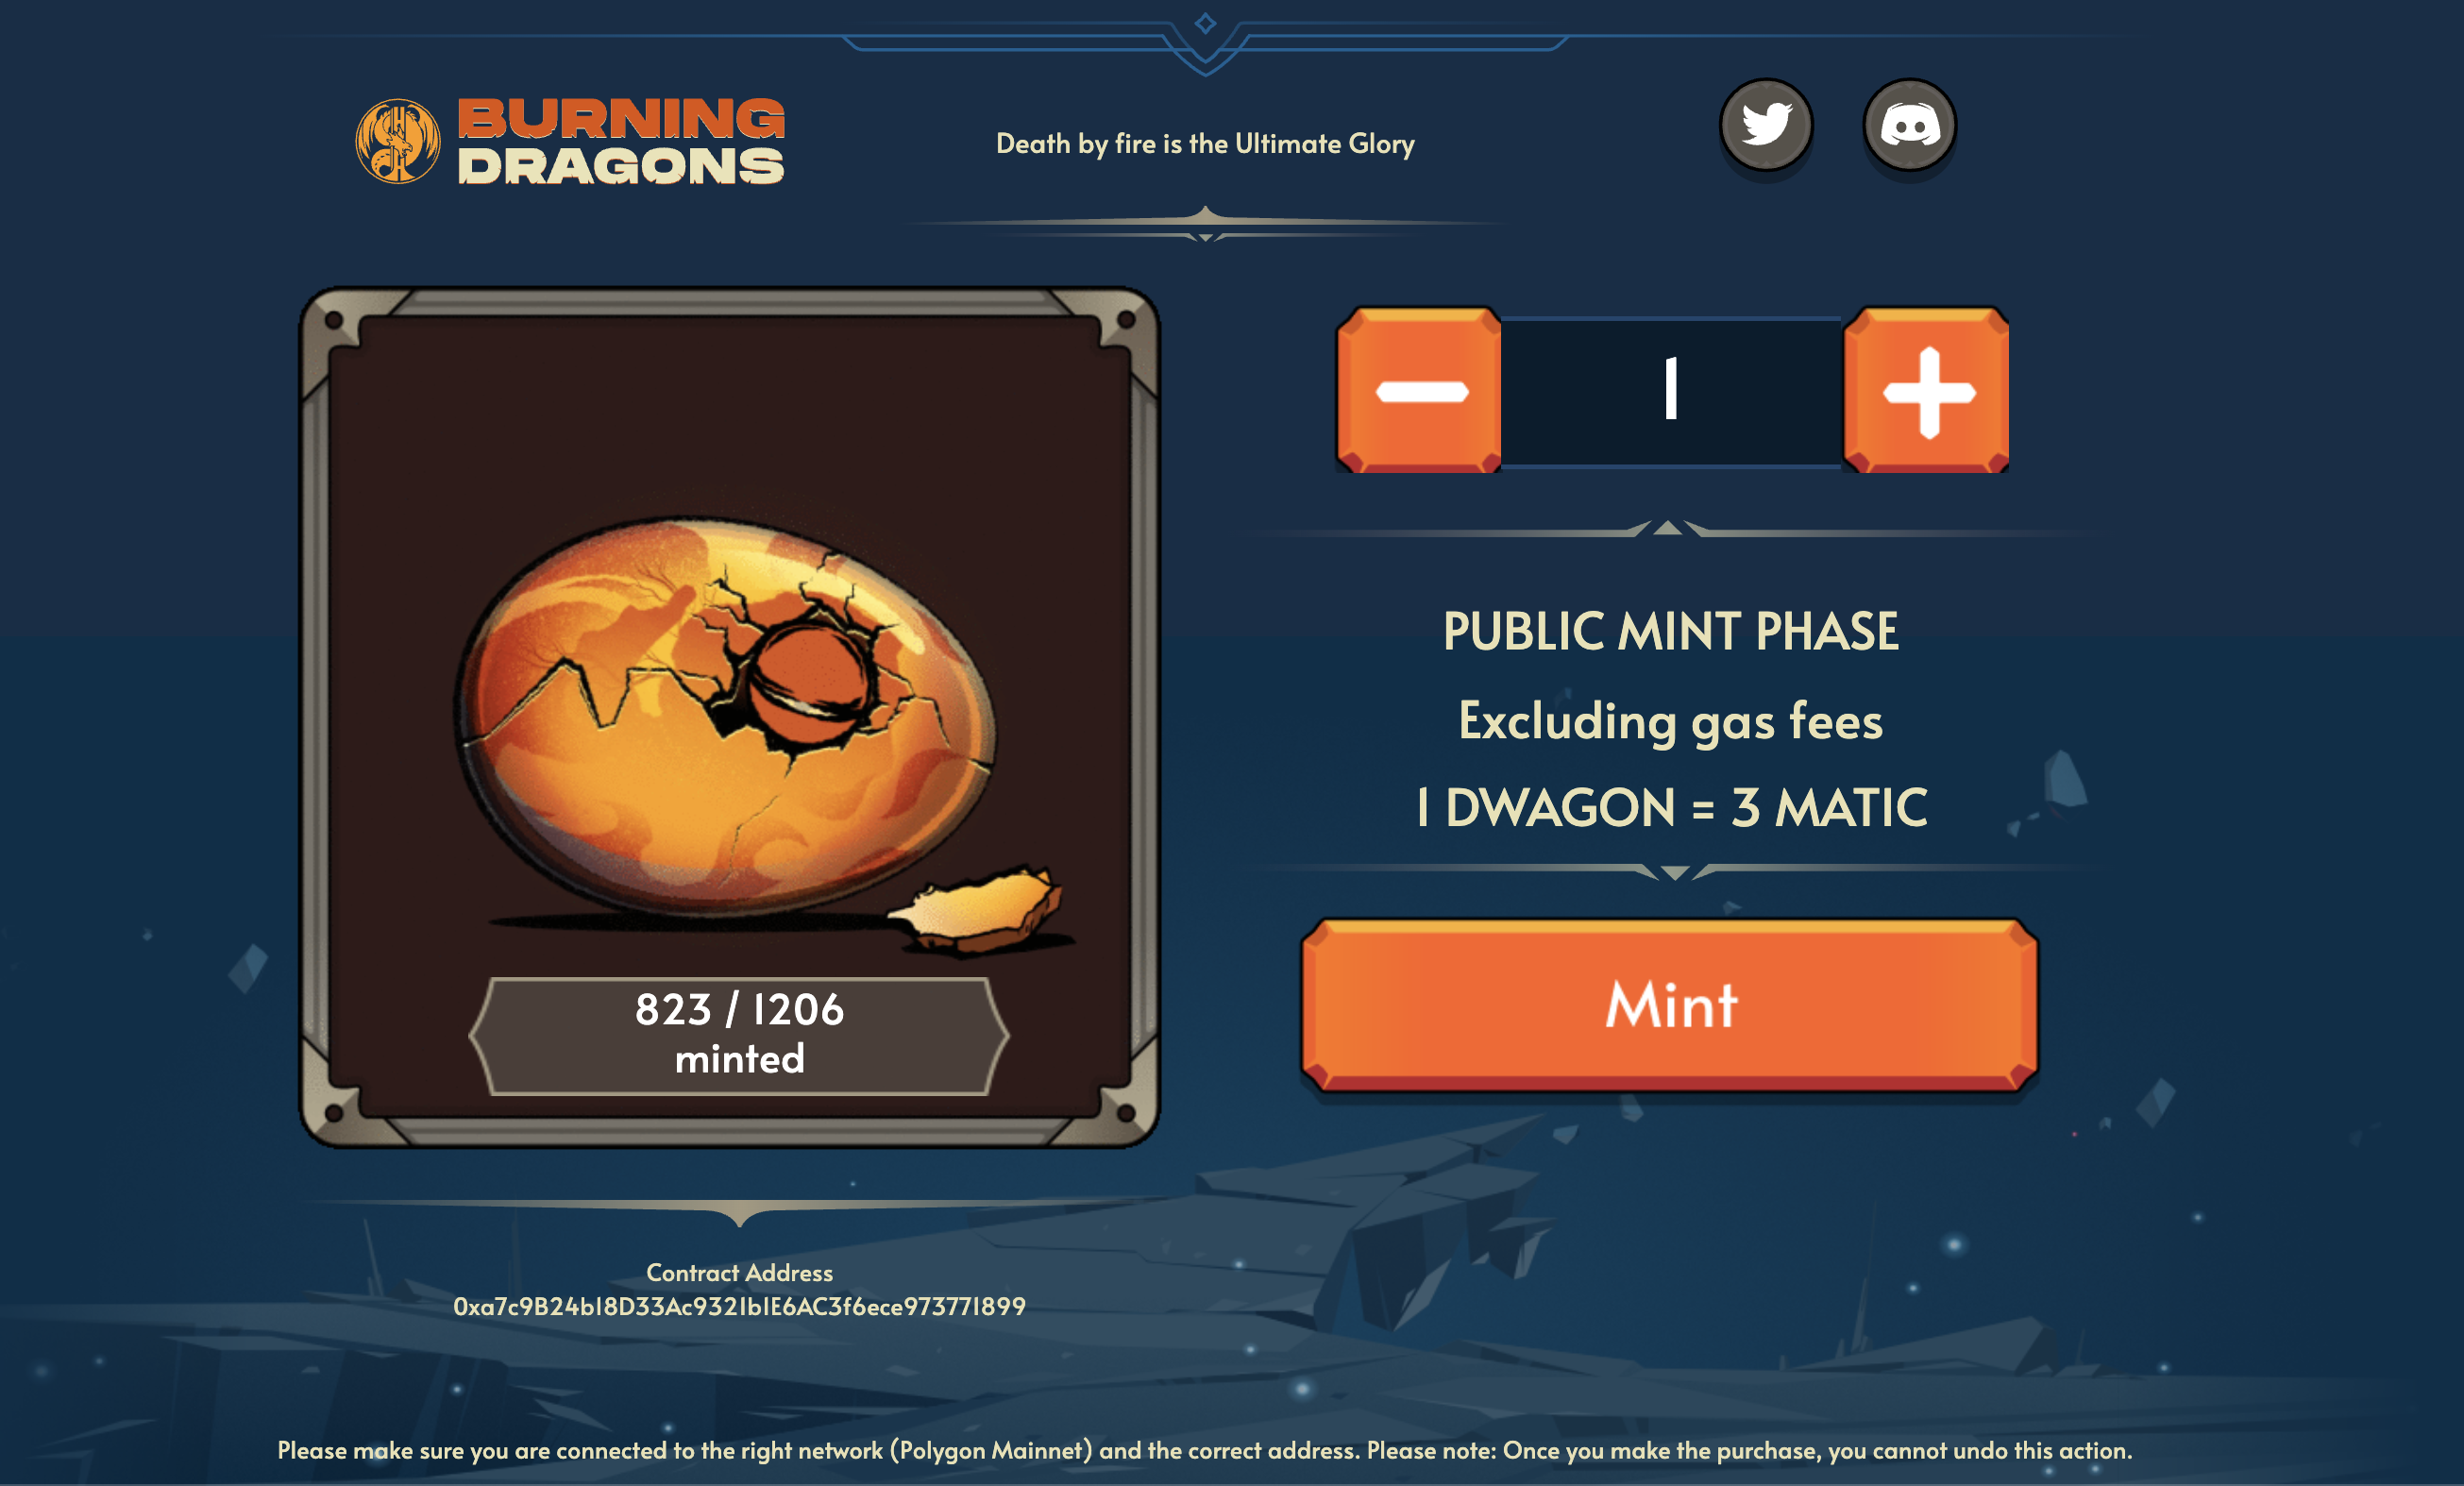 BURNING
DRAGONS
Death by fire is the Ultimate Glory
1
PUBLIC MINT PHASE
Excluding gas fees
1 DWAGON = 3 MATIC
Mint
823 / 1206
minted
Contract Address
0xa7c9B24b18D33Ac9321b1E6AC3f6ece973771899
Please make sure you are connected to the right network (Polygon Mainnet) and the correct address. Please note: Once you make the purchase, you cannot undo this action.